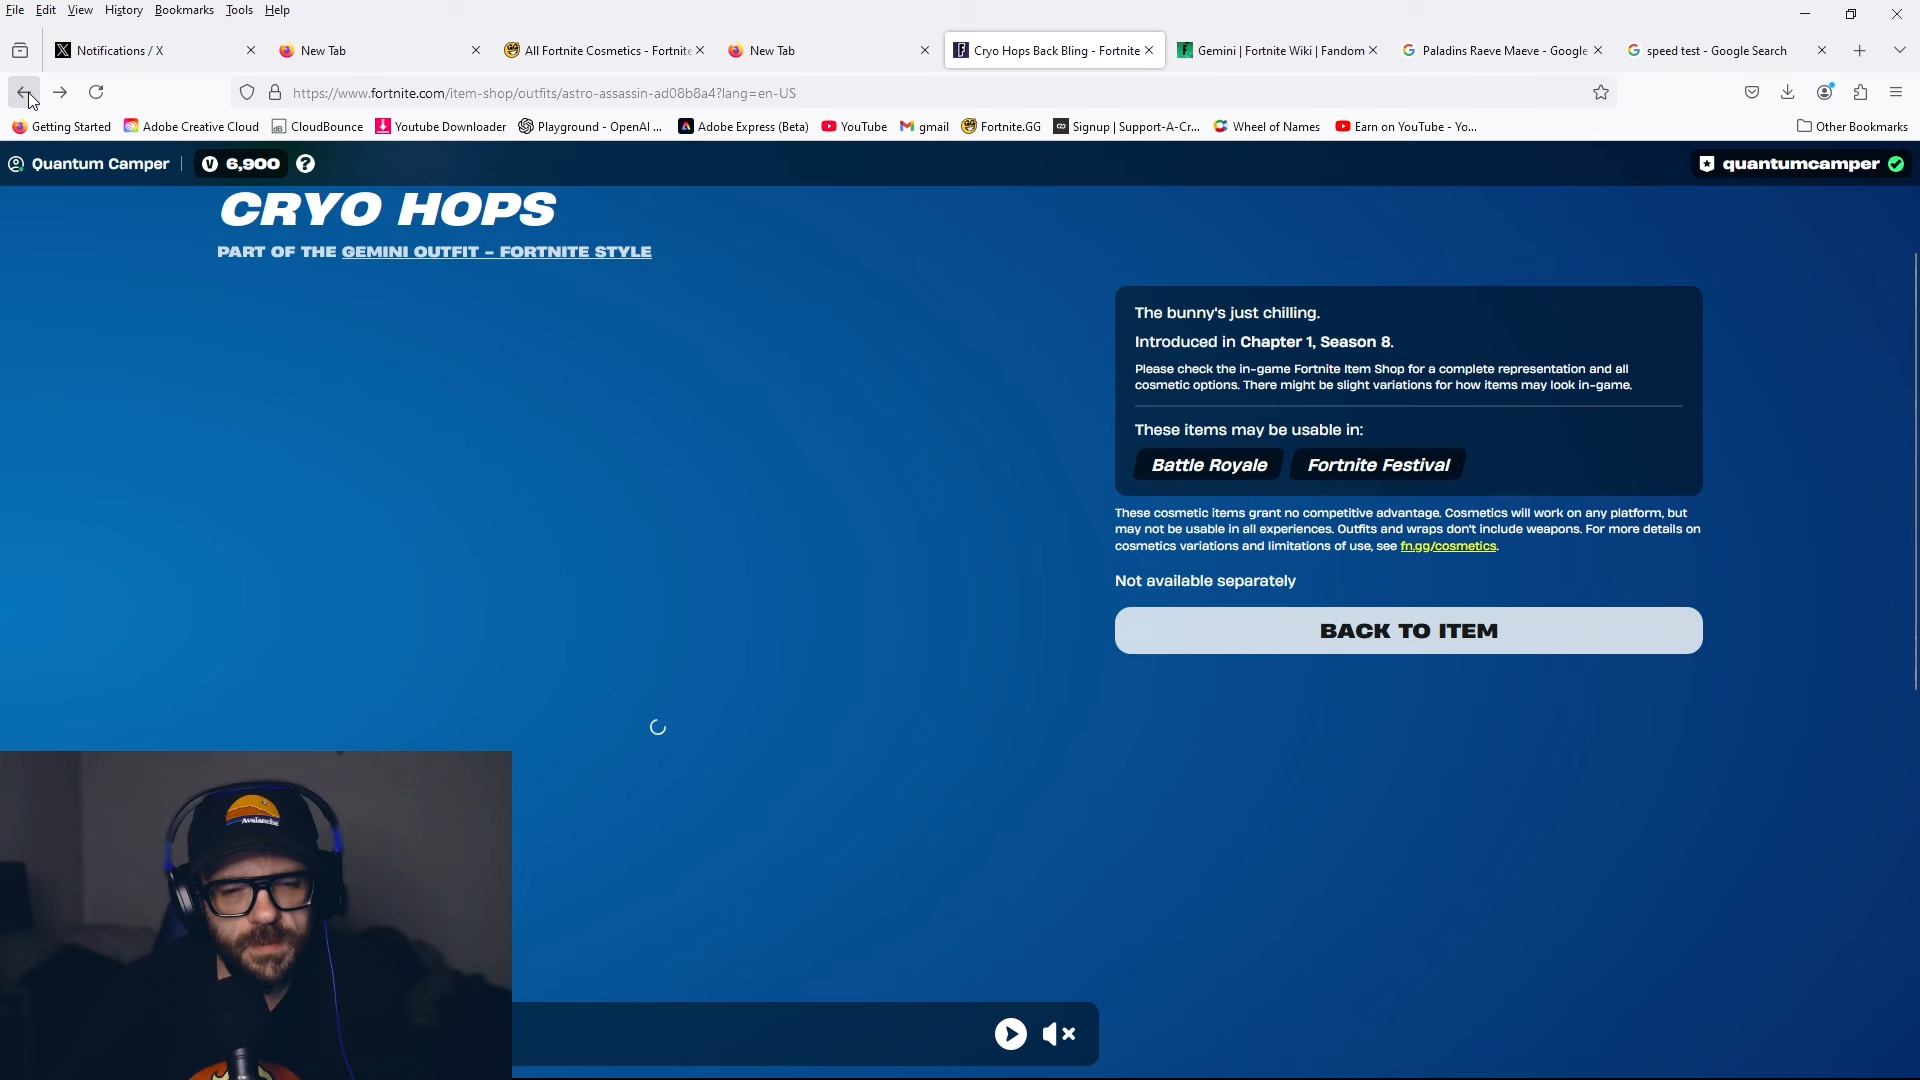 File Edit View History Bookmarks Tools Help
Notifications / X
New Tab
All Fortnite Cosmetics - Fortnite
New Tab
Cryo Hops Back Bling - Fortnite
Gemini | Fortnite Wiki | Fandom
Paladins Raeve Maeve - Google
speed test - Google Search
https://www.fortnite.com/item-shop/outfits/astro-assassin-ad08b8a4?lang=en-US
Getting Started
Adobe Creative Cloud
CloudBounce
Youtube Downloader
Playground - OpenAI ...
Adobe Express (Beta)
YouTube
gmail
Fortnite.GG
Signup | Support-A-Cr...
Wheel of Names
Earn on YouTube - Yo...
Other Bookmarks
Quantum Camper
6,900
?
quantumcamper
CRYO HOPS
PART OF THE GEMINI OUTFIT - FORTNITE STYLE
The bunny's just chilling.
Introduced in Chapter 1, Season 8.
Please check the in-game Fortnite Item Shop for a complete representation and all
cosmetic options. There might be slight variations for how items may look in-game.
These items may be usable in:
Battle Royale
Fortnite Festival
These cosmetic items grant no competitive advantage. Cosmetics will work on any platform, but
may not be usable in all experiences. Outfits and wraps don't include weapons. For more details on
cosmetics variations and limitations of use, see fn.gg/cosmetics.
Not available separately
BACK TO ITEM
Avalanche